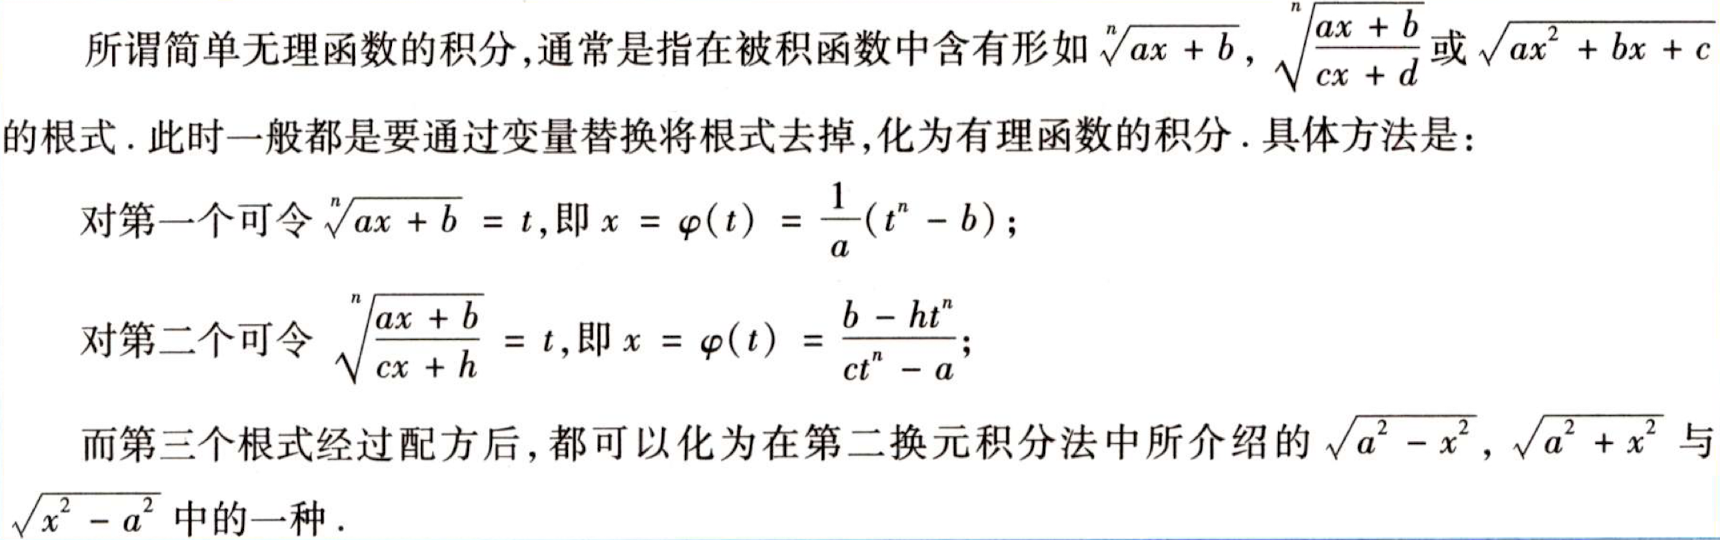 所谓简单无理函数的积分,通常是指在被积函数中含有形如 $\sqrt[n]{ax + b}$, $\sqrt[n]{\frac{ax + b}{cx + d}}$ 或 $\sqrt{ax^2 + bx + c}$
的根式.此时一般都是要通过变量替换将根式去掉,化为有理函数的积分.具体方法是:
对第一个可令 $\sqrt[n]{ax + b} = t$,即 $x = \varphi(t) = \frac{1}{a}(t^n - b)$;
对第二个可令 $\sqrt[n]{\frac{ax + b}{cx + h}} = t$,即 $x = \varphi(t) = \frac{b - ht^n}{ct^n - a}$;
而第三个根式经过配方后,都可以化为在第二换元积分法中所介绍的 $\sqrt{a^2 - x^2}$, $\sqrt{a^2 + x^2}$ 与
$\sqrt{x^2 - a^2}$ 中的一种.